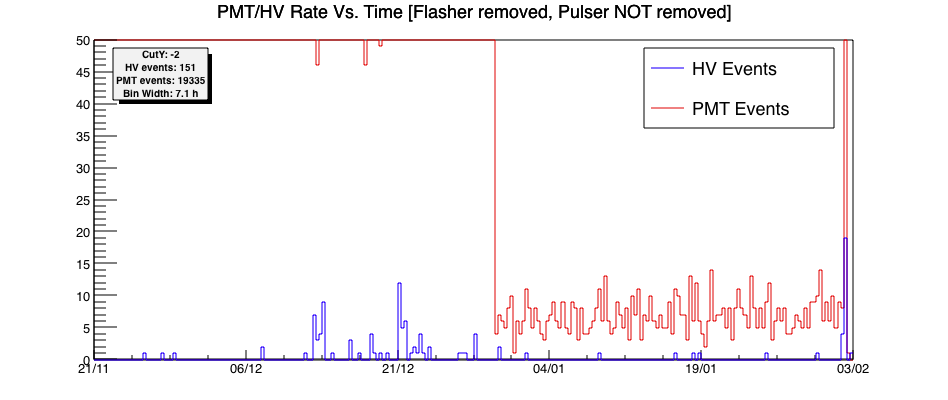 PMT/HV Rate Vs. Time [Flasher removed, Pulser NOT removed]
50
45
40
35
30
25
20
15
10
5
0
CutY: -2
HV events: 151
PMT events: 19335
Bin Width: 7.1 h
HV Events
PMT Events
21/11
06/12
21/12
04/01
19/01
03/02